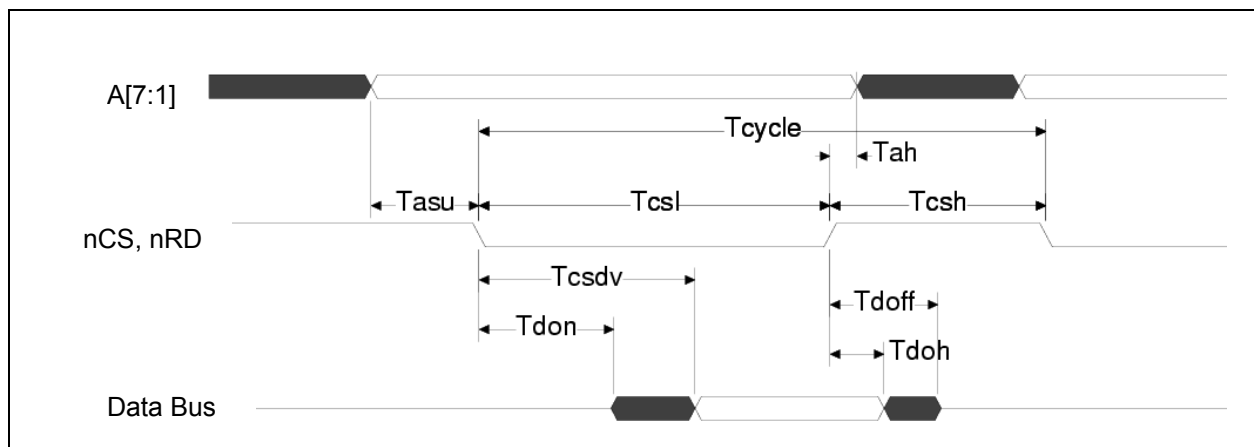 A[7:1]
Tcycle
Tah
Tasu
Tcsl
Tcsh
nCS, nRD
Tcsdv
Tdoff
Tdon
Tdoh
Data Bus